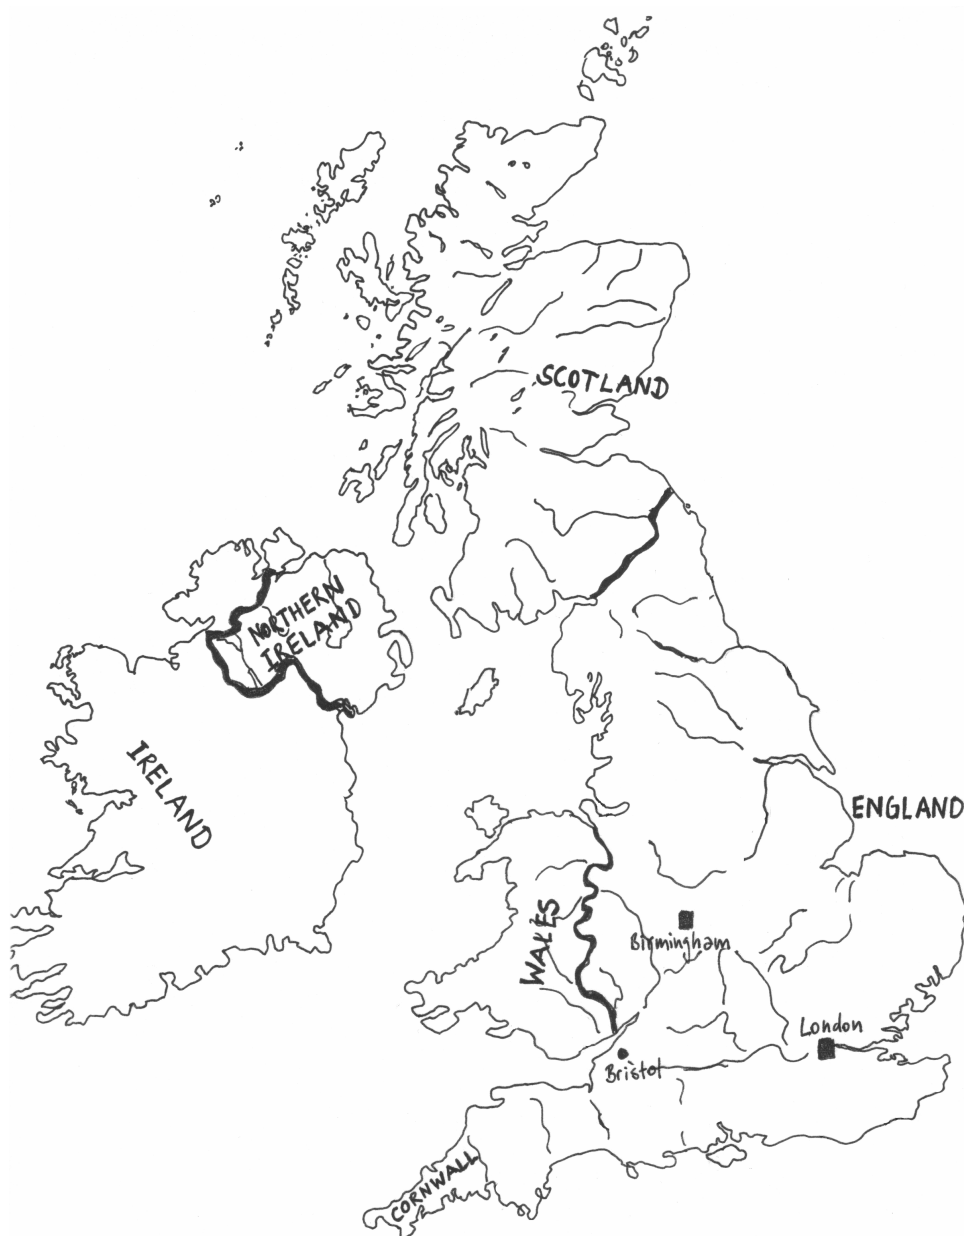 SCOTLAND
NORTHERN
IRELAND
IRELAND
ENGLAND
WALES
Birmingham
London
Bristol
CORNWALL